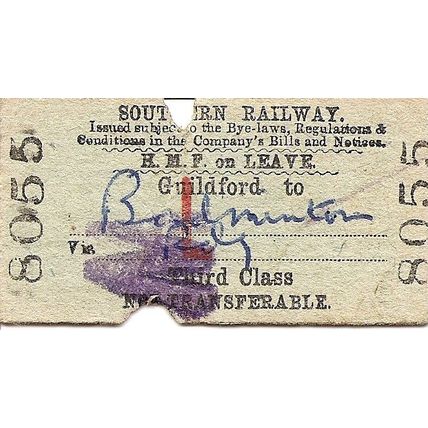 SOUTHERN RAILWAY.
Issued subject to the Bye-laws, Regulations &
Conditions in the Company's Bills and Notices.
H.M.F. on LEAVE.
Guildford to
Badminton
Via Rdg
Third Class
NOT TRANSFERABLE.
8055
8055